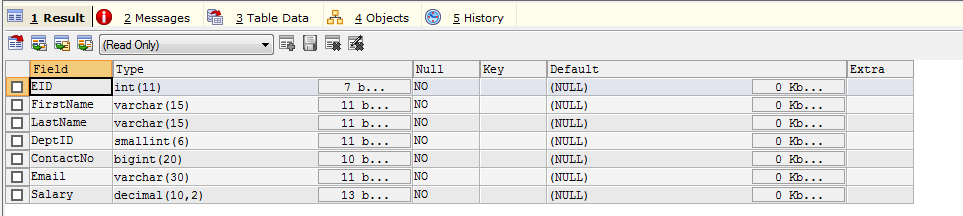 1 Result 2 Messages 3 Table Data 4 Objects 5 History
(Read Only)
Field Type Null Key Default Extra
EID int(11) 7 b... NO (NULL) 0 Kb...
FirstName varchar(15) 11 b... NO (NULL) 0 Kb...
LastName varchar(15) 11 b... NO (NULL) 0 Kb...
DeptID smallint(6) 11 b... NO (NULL) 0 Kb...
ContactNo bigint(20) 10 b... NO (NULL) 0 Kb...
Email varchar(30) 11 b... NO (NULL) 0 Kb...
Salary decimal(10,2) 13 b... NO (NULL) 0 Kb...